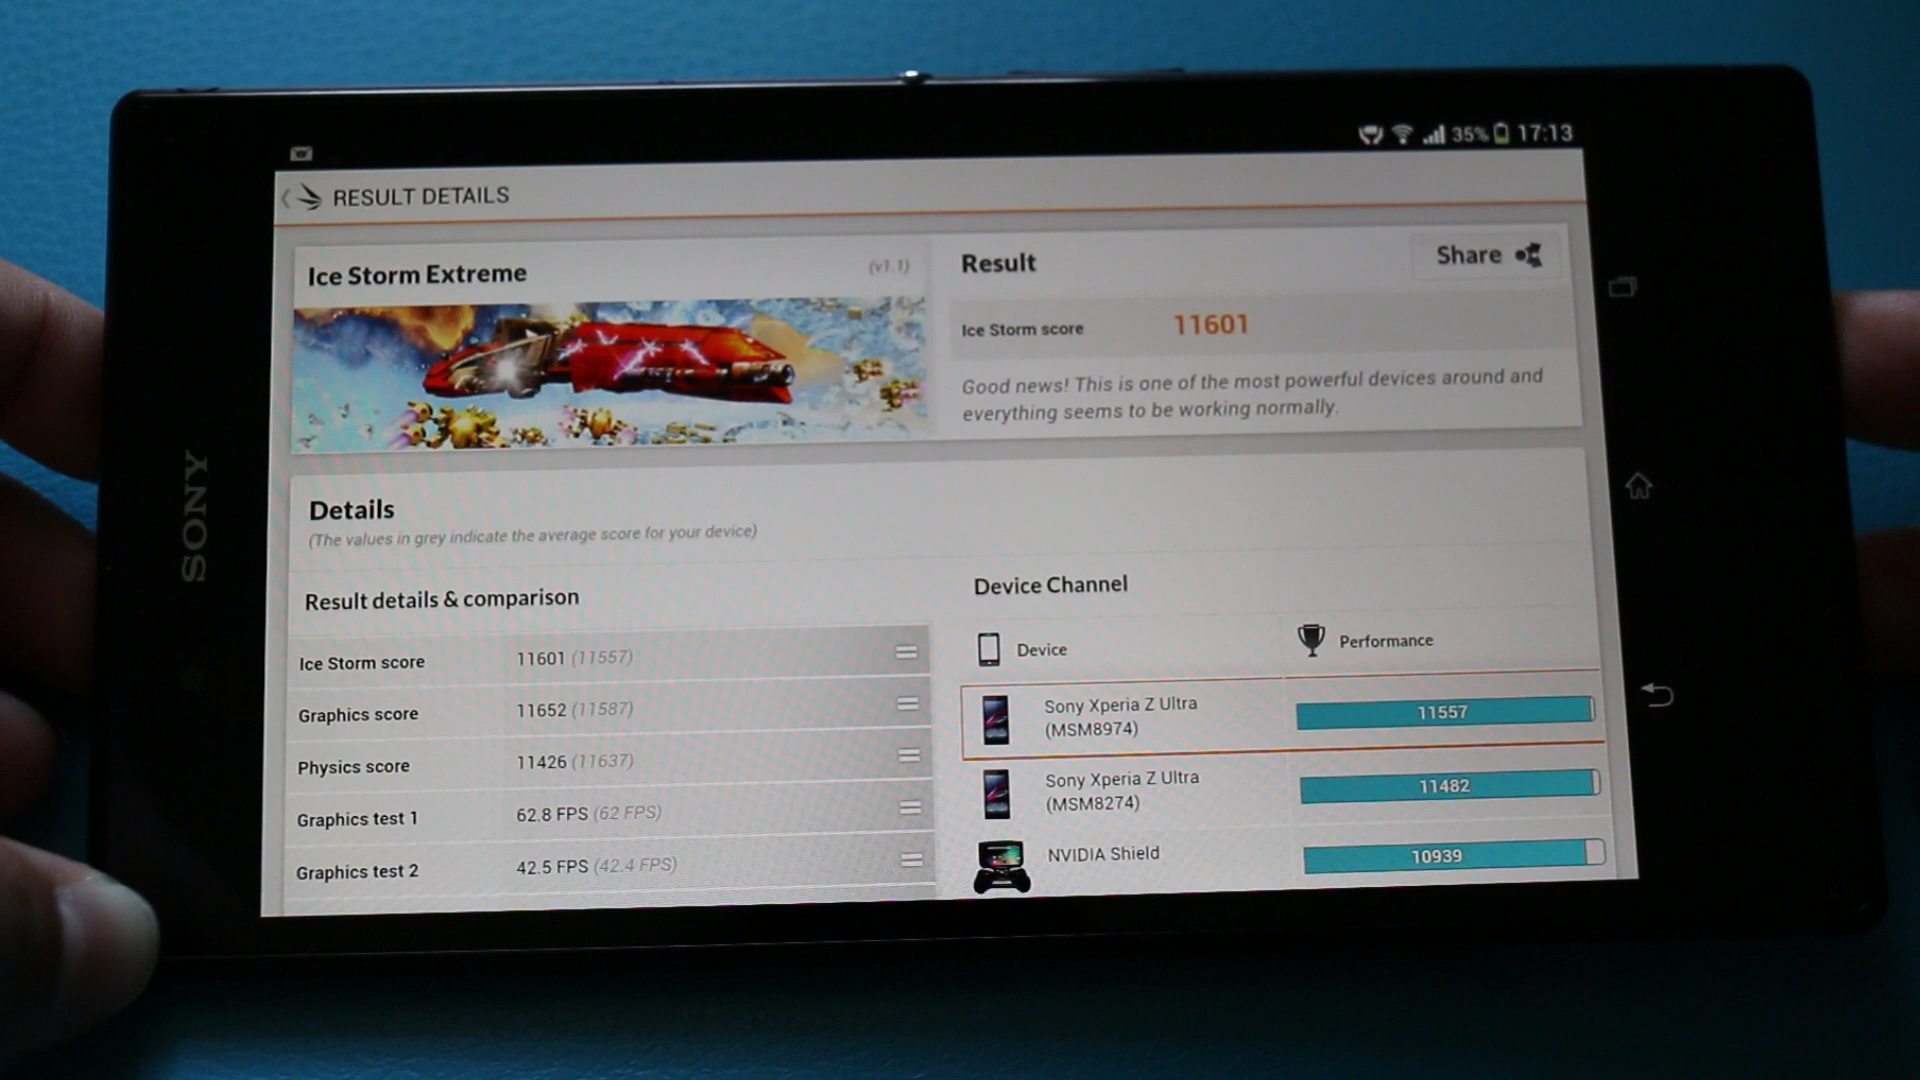 35% 17:13
RESULT DETAILS
Ice Storm Extreme (v1.1)
Result
Share
Ice Storm score 11601
Good news! This is one of the most powerful devices around and
everything seems to be working normally.
SONY
Details
(The values in grey indicate the average score for your device)
Result details & comparison
Ice Storm score 11601 (11557)
Graphics score 11652 (11587)
Physics score 11426 (11637)
Graphics test 1 62.8 FPS (62 FPS)
Graphics test 2 42.5 FPS (42.4 FPS)
Device Channel
Device Performance
Sony Xperia Z Ultra
(MSM8974)
11557
Sony Xperia Z Ultra
(MSM8274)
11482
NVIDIA Shield 10939